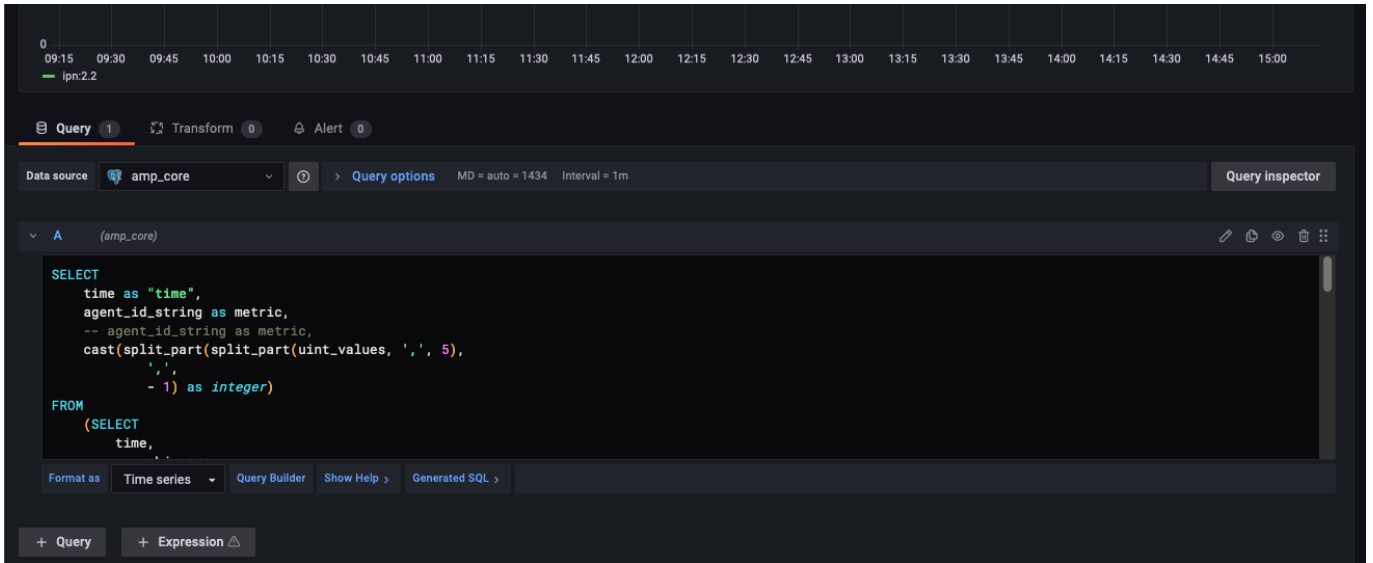 0
09:15 09:30 09:45 10:00 10:15 10:30 10:45 11:00 11:15 11:30 11:45 12:00 12:15 12:30 12:45 13:00 13:15 13:30 13:45 14:00 14:15 14:30 14:45 15:00
ipn:2.2
Query 1 Transform 0 Alert 0
Data source amp_core Query options MD = auto = 1434 Interval = 1m Query inspector
A (amp_core)
SELECT
time as "time",
agent_id_string as metric,
-- agent_id_string as metric,
cast(split_part(split_part(uint_values, ',', 5),
',',
- 1) as integer)
FROM
(SELECT
time,
Format as Time series Query Builder Show Help > Generated SQL >
+ Query + Expression